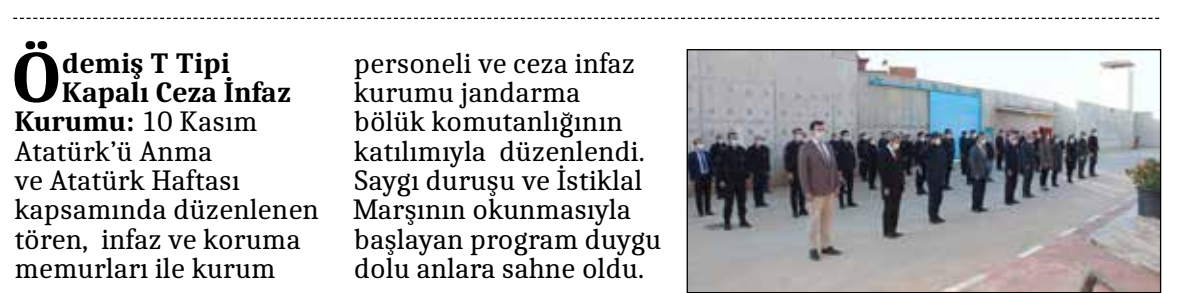 Ödemiş T Tipi
Kapalı Ceza İnfaz
Kurumu: 10 Kasım
Atatürk’ü Anma
ve Atatürk Haftası
kapsamında düzenlenen
tören, infaz ve koruma
memurları ile kurum
personeli ve ceza infaz
kurumu jandarma
bölük komutanlığının
katılımıyla düzenlendi.
Saygı duruşu ve İstiklal
Marşının okunmasıyla
başlayan program duygu
dolu anlara sahne oldu.